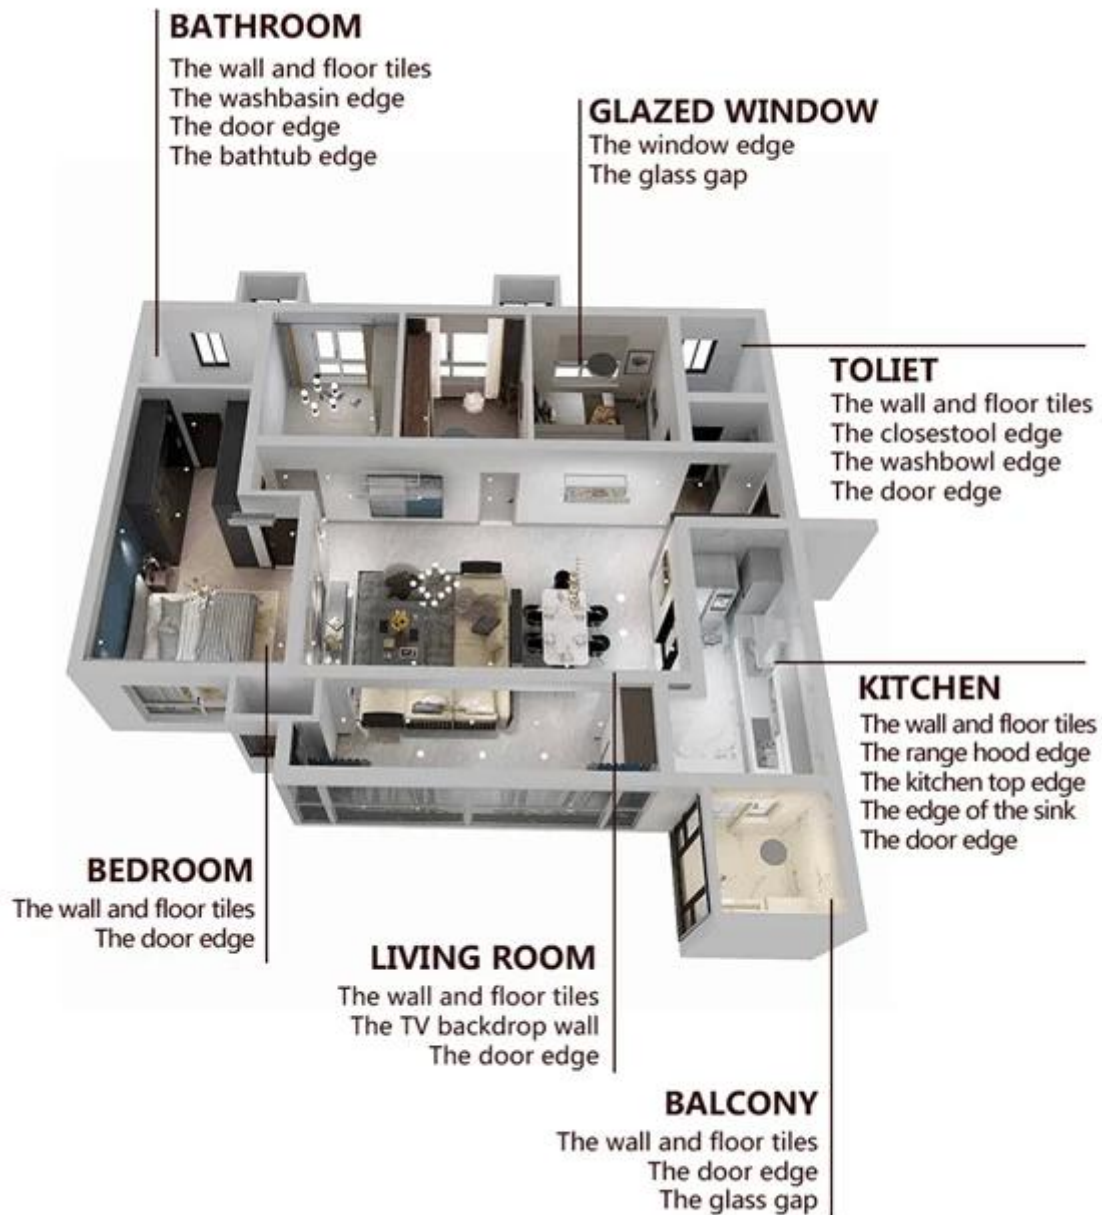 BATHROOM
The wall and floor tiles
The washbasin edge
The door edge
The bathtub edge
GLAZED WINDOW
The window edge
The glass gap
TOLIET
The wall and floor tiles
The closestool edge
The washbowl edge
The door edge
KITCHEN
The wall and floor tiles
The range hood edge
The kitchen top edge
The edge of the sink
The door edge
BEDROOM
The wall and floor tiles
The door edge
LIVING ROOM
The wall and floor tiles
The TV backdrop wall
The door edge
BALCONY
The wall and floor tiles
The door edge
The glass gap